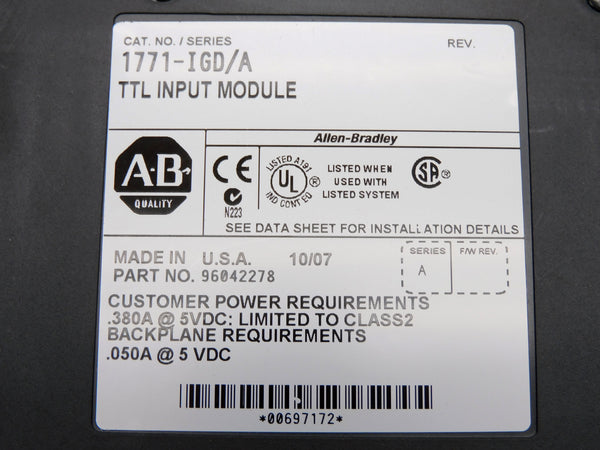 CAT. NO. / SERIES
REV.
1771-IGD/A
TTL INPUT MODULE
Allen-Bradley
A·B
QUALITY
CE
N223
LISTED A191
UL ®
IND CONT EQ
LISTED WHEN
USED WITH
LISTED SYSTEM
SA ®
SEE DATA SHEET FOR INSTALLATION DETAILS
MADE IN U.S.A. 10/07
PART NO. 96042278
SERIES
A
F/W REV.
CUSTOMER POWER REQUIREMENTS
.380A @ 5VDC: LIMITED TO CLASS2
BACKPLANE REQUIREMENTS
.050A @ 5 VDC
*00697172*